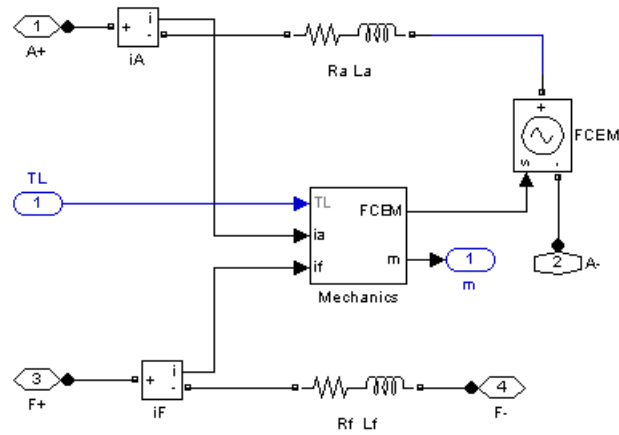 1
+
i
-
A+
iA
Ra La
+
FCEM
s
-
TL
1
TL
FCEM
ia
if
m
1
m
2
A-
Mechanics
3
+
i
-
F+
iF
Rf Lf
4
F-